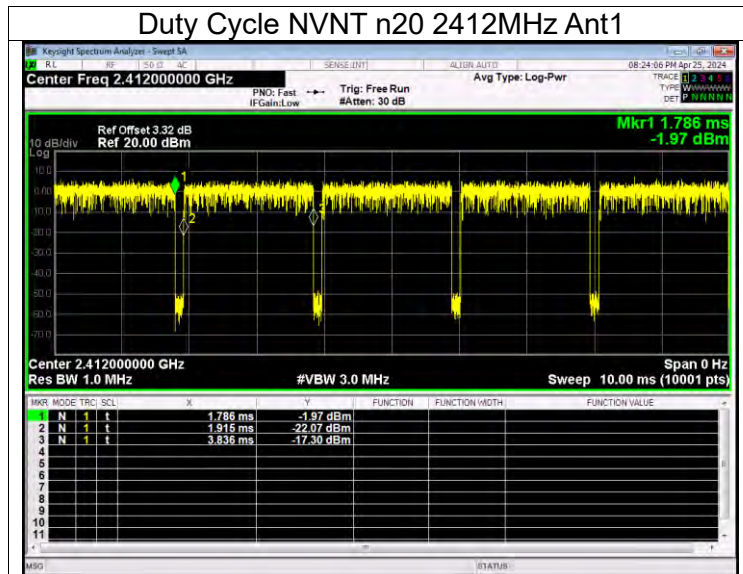 Duty Cycle NVNT n20 2412MHz Ant1
Keysight Spectrum Analyzer - Swept SA
RL RF 50 Ω AC SENSE:INT ALIGN AUTO 08:24:06 PM Apr 25, 2024
Center Freq 2.412000000 GHz
Avg Type: Log-Pwr
TRACE 1 2 3 4 5 6
TYPE WWWWWW
DET P N N N N N
PNO: Fast Trig: Free Run
IFGain:Low #Atten: 30 dB
Mkr1 1.786 ms
-1.97 dBm
Ref Offset 3.32 dB
10 dB/div Ref 20.00 dBm
Log
10.0
0.00
-10.0
-20.0
-30.0
-40.0
-50.0
-60.0
-70.0
1
2
3
Center 2.412000000 GHz Span 0 Hz
Res BW 1.0 MHz #VBW 3.0 MHz Sweep 10.00 ms (10001 pts)
MKR MODE TRC SCL X Y FUNCTION FUNCTION WIDTH FUNCTION VALUE
1 N 1 t 1.786 ms -1.97 dBm
2 N 1 t 1.915 ms -22.07 dBm
3 N 1 t 3.836 ms -17.30 dBm
4
5
6
7
8
9
10
11
MSG STATUS